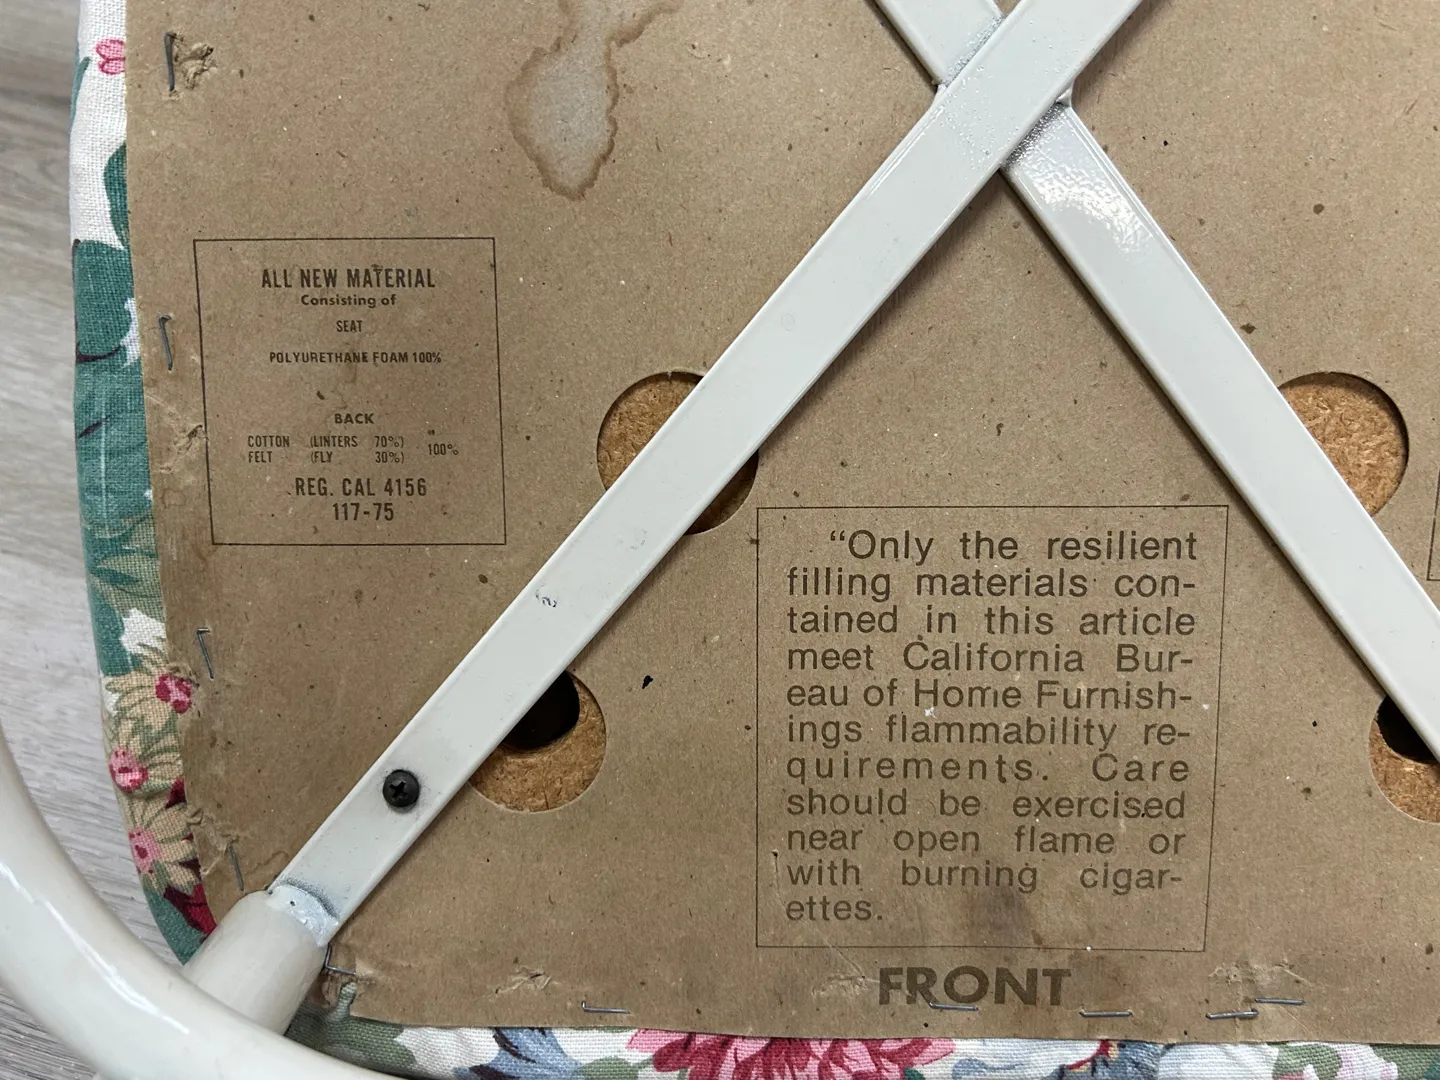 ALL NEW MATERIAL
Consisting of
SEAT
POLYURETHANE FOAM 100%
BACK
COTTON (LINTERS 70%) 100%
FELT (FLY 30%)
REG. CAL 4156
117-75
“Only the resilient
filling materials con-
tained in this article
meet California Bur-
eau of Home Furnish-
ings flammability re-
quirements. Care
should be exercised
near open flame or
with burning cigar-
ettes.
FRONT